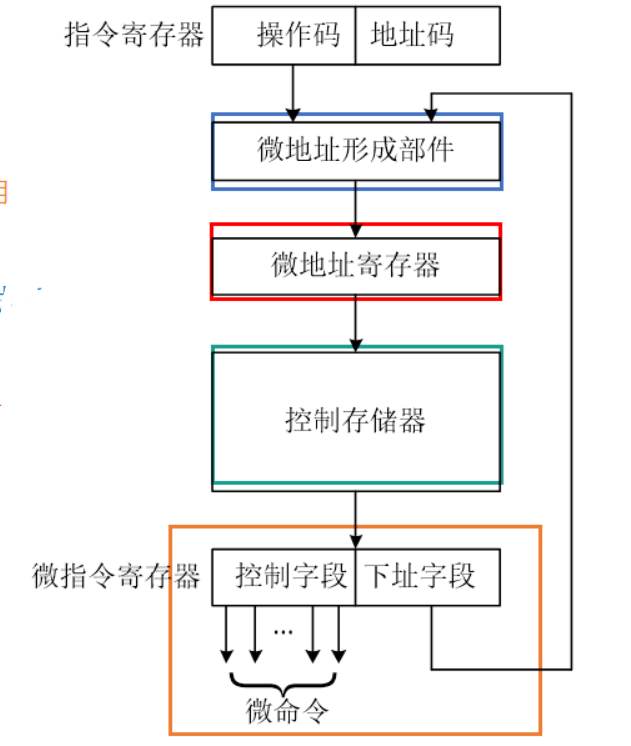 指令寄存器 操作码 地址码
微地址形成部件
微地址寄存器
控制存储器
微指令寄存器 控制字段 下址字段
...
微命令